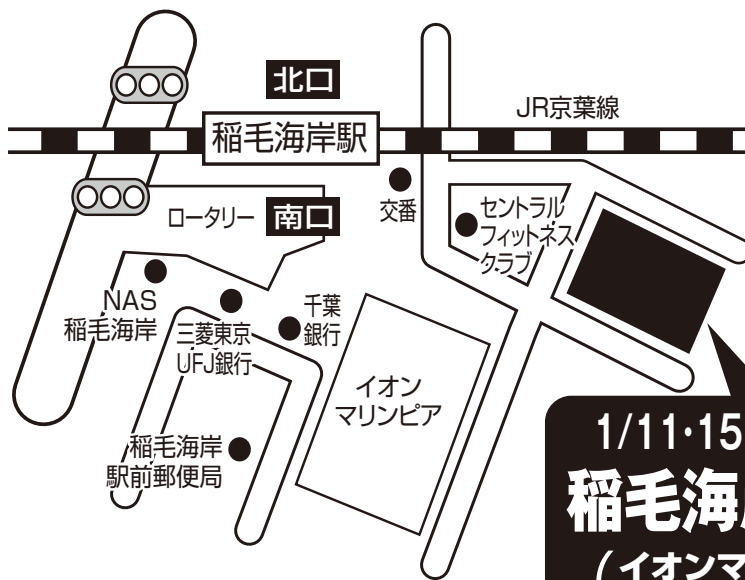 北口
JR京葉線
稲毛海岸駅
ロータリー
南口
交番
セントラル
フィットネス
クラブ
NAS
稲毛海岸
三菱東京
UFJ銀行
千葉
銀行
イオン
マリンピア
稲毛海岸
駅前郵便局
1/11・15
稲毛海
(イオンマ